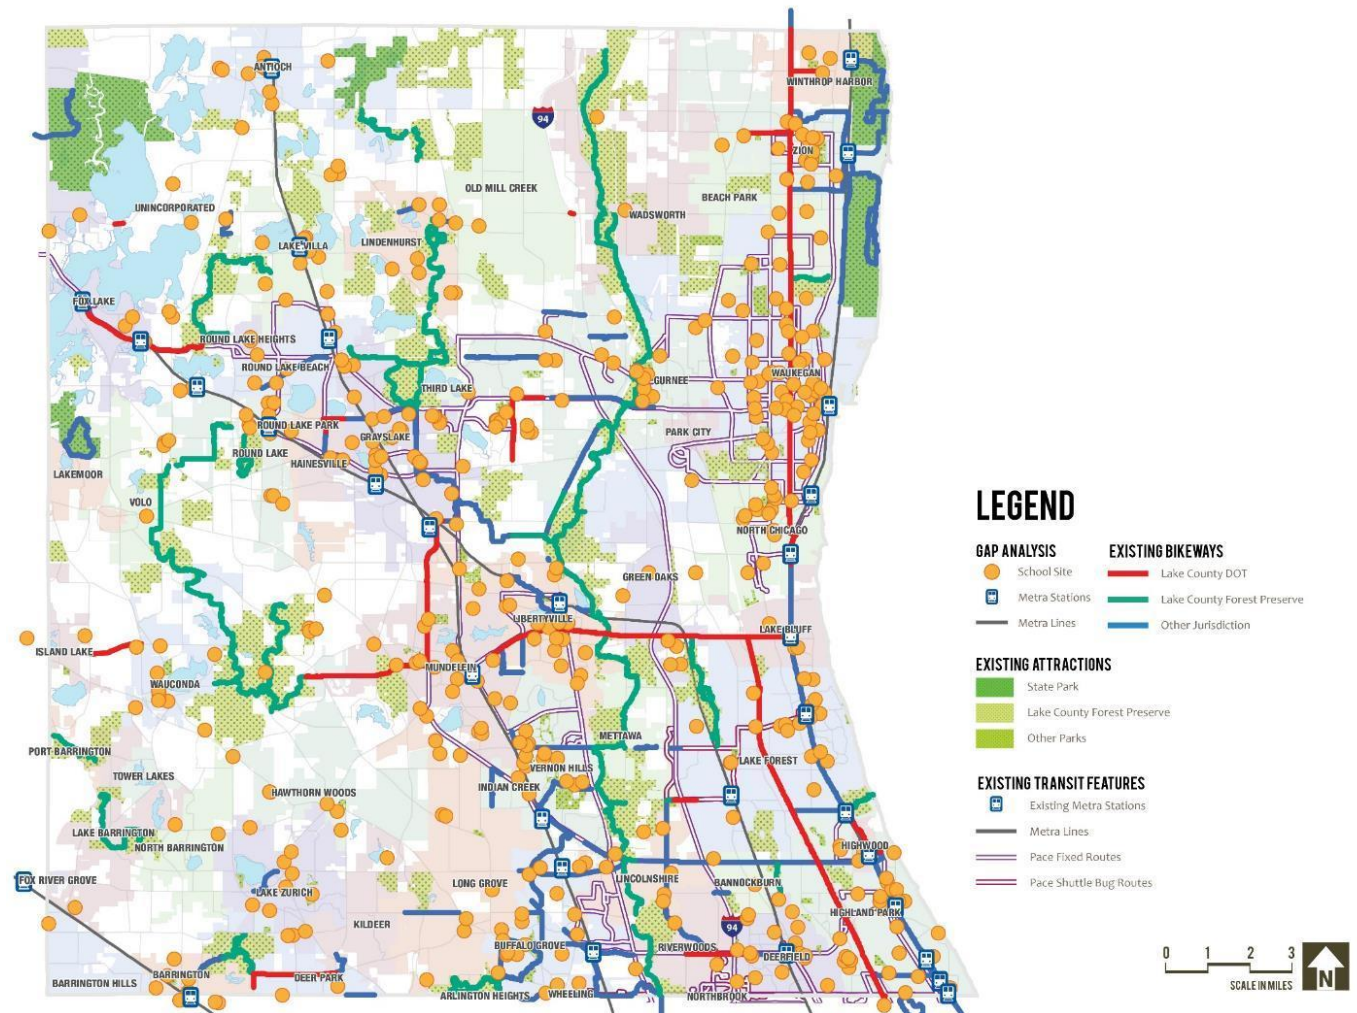 ANTIOCH
WINTHROP HARBOR
94
ZION
OLD MILL CREEK
BEACH PARK
UNINCORPORATED
WADSWORTH
LAKE VILLA
LINDENHURST
FOX LAKE
ROUND LAKE HEIGHTS
ROUND LAKE BEACH
WAUKEGAN
GURNEE
THIRD LAKE
ROUND LAKE PARK
PARK CITY
GRAYSLAKE
ROUND LAKE
HAINESVILLE
LAKEMOOR
VOLO
NORTH CHICAGO
GREEN OAKS
LIBERTYVILLE
LAKE BLUFF
ISLAND LAKE
MUNDELEIN
WAUCONDA
METTAWA
PORT BARRINGTON
LAKE FOREST
VERNON HILLS
TOWER LAKES
INDIAN CREEK
HAWTHORN WOODS
LAKE BARRINGTON
NORTH BARRINGTON
HIGHWOOD
FOX RIVER GROVE
LINCOLNSHIRE
BANNOCKBURN
LONG GROVE
LAKE ZURICH
HIGHLAND PARK
KILDEER
94
BUFFALO GROVE
RIVERWOODS
DEERFIELD
BARRINGTON
DEER PARK
BARRINGTON HILLS
ARLINGTON HEIGHTS
WHEELING
NORTHBROOK
LEGEND
GAP ANALYSIS
School Site
Metra Stations
Metra Lines
EXISTING BIKEWAYS
Lake County DOT
Lake County Forest Preserve
Other Jurisdiction
EXISTING ATTRACTIONS
State Park
Lake County Forest Preserve
Other Parks
EXISTING TRANSIT FEATURES
Existing Metra Stations
Metra Lines
Pace Fixed Routes
Pace Shuttle Bug Routes
0 1 2 3
SCALE IN MILES
N